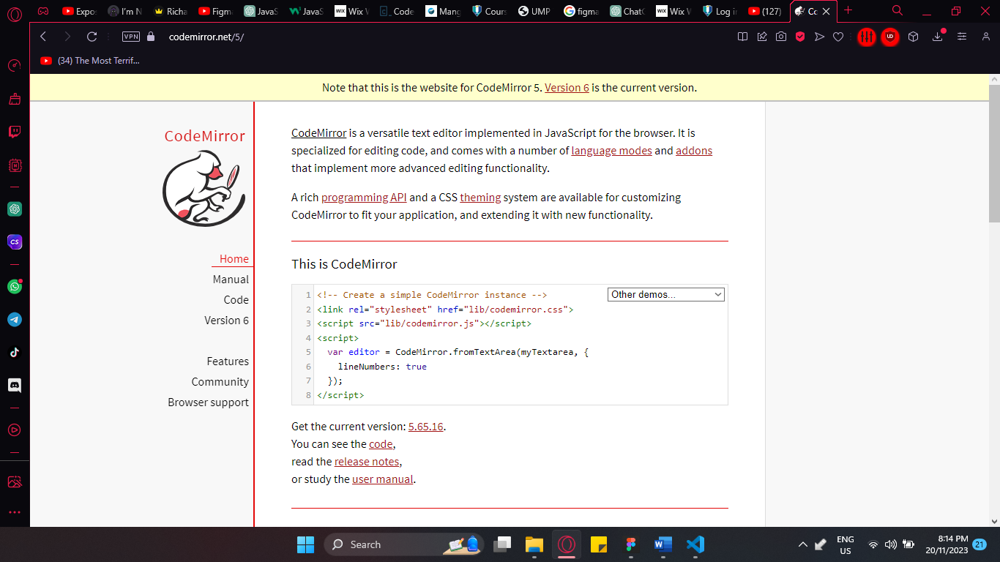 Expos
I'm N
Richa
Figma
JavaS
JavaS
Wix W
Code
Mang
Cours
UMP
figma
ChatG
Wix W
Log in
(127)
Cc
VPN
codemirror.net/5/
(34) The Most Terrif...
Note that this is the website for CodeMirror 5. Version 6 is the current version.
CodeMirror
Home
Manual
Code
Version 6
Features
Community
Browser support
CodeMirror is a versatile text editor implemented in JavaScript for the browser. It is
specialized for editing code, and comes with a number of language modes and addons
that implement more advanced editing functionality.
A rich programming API and a CSS theming system are available for customizing
CodeMirror to fit your application, and extending it with new functionality.
This is CodeMirror
Other demos...
1 <!-- Create a simple CodeMirror instance -->
2 <link rel="stylesheet" href="lib/codemirror.css">
3 <script src="lib/codemirror.js"></script>
4 <script>
5 var editor = CodeMirror.fromTextArea(myTextarea, {
6 lineNumbers: true
7 });
8 </script>
Get the current version: 5.65.16.
You can see the code,
read the release notes,
or study the user manual.
Search
ENG
US
8:14 PM
20/11/2023
21